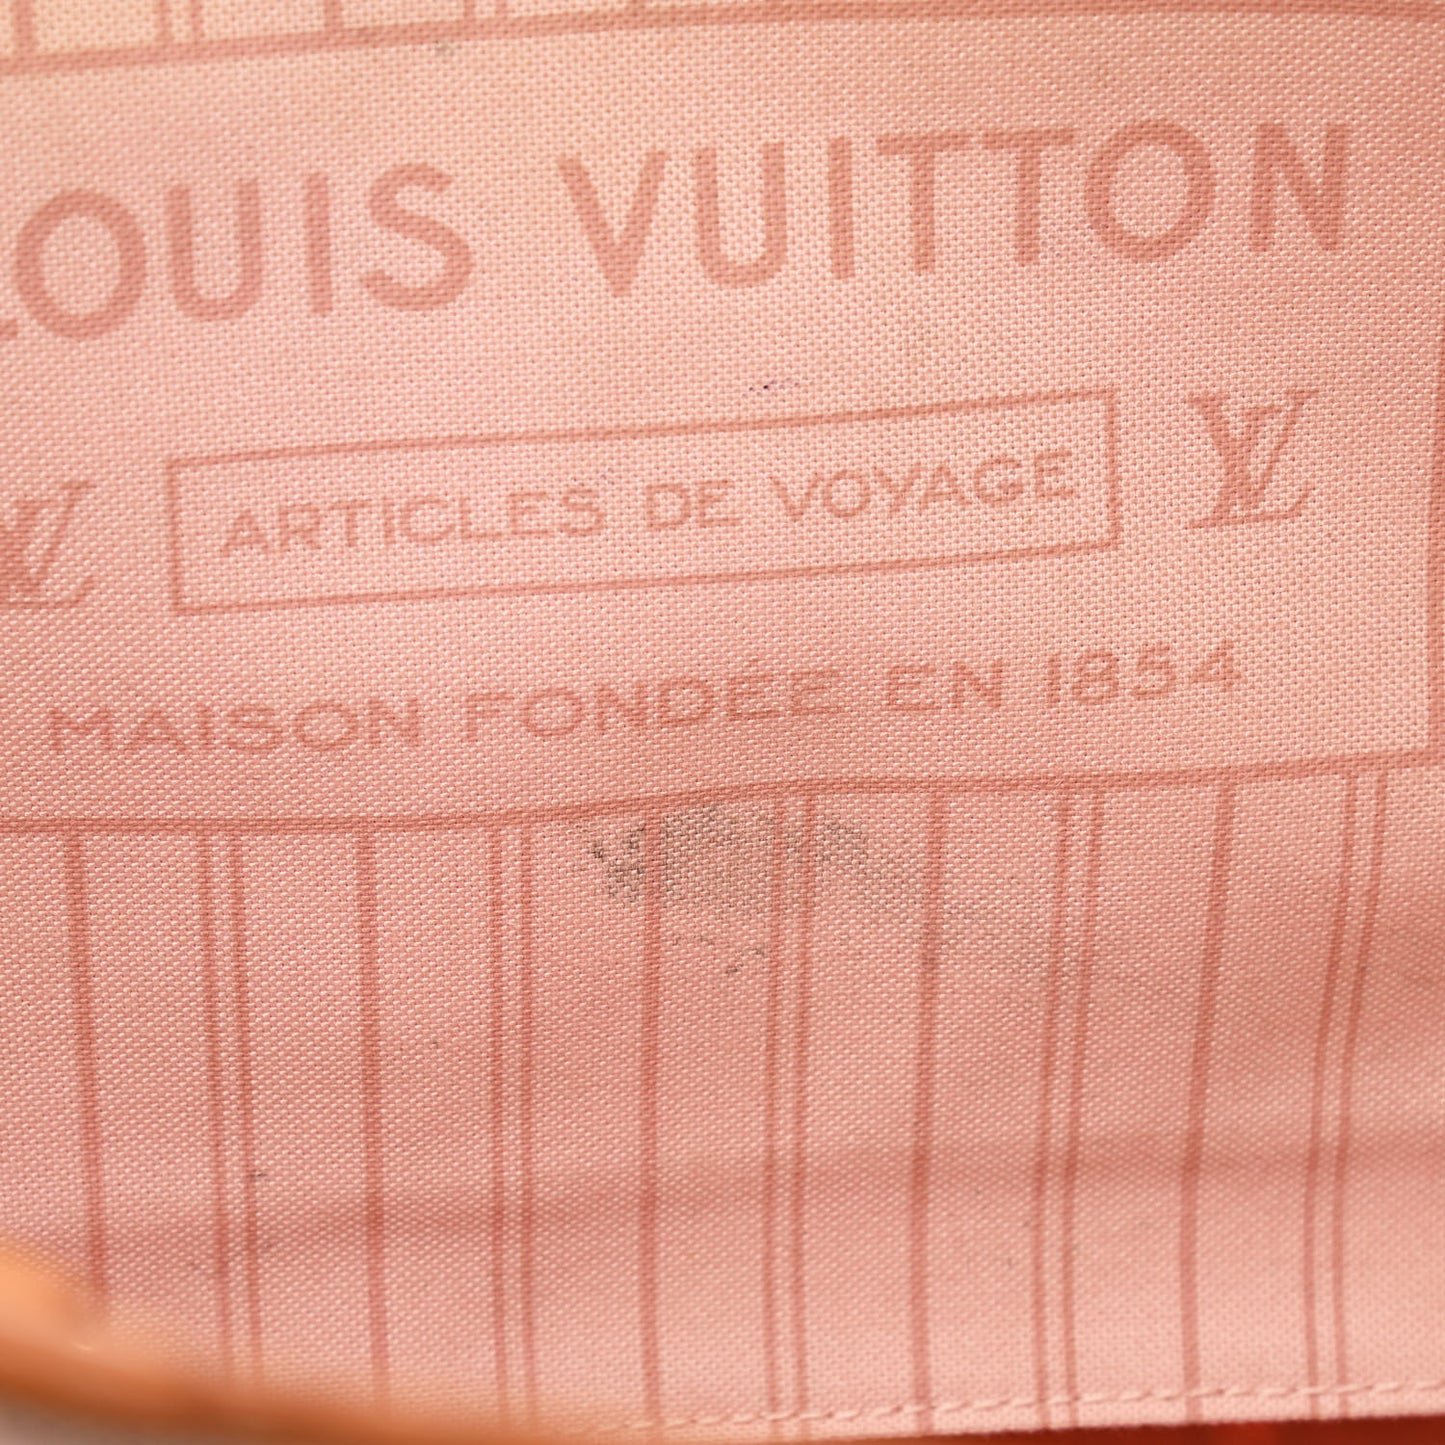 LOUIS VUITTON
LV ARTICLES DE VOYAGE LV
MAISON FONDÉE EN 1854